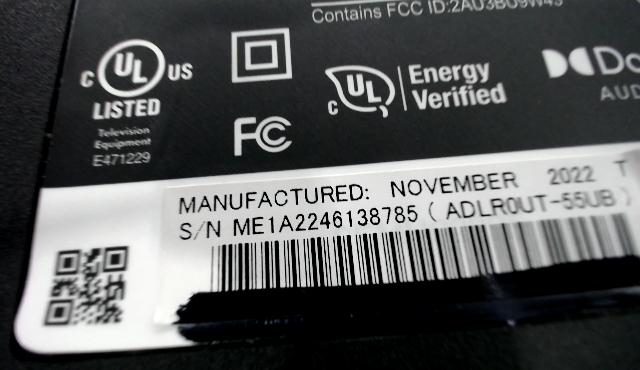 Contains FCC ID:2AU3BU9W43
C UL US
LISTED
Television
Equipment
E471229
FC
C UL
Energy
Verified
MANUFACTURED: NOVEMBER 2022 T
S/N ME1A2246138785 ( ADLR0UT-55UB )